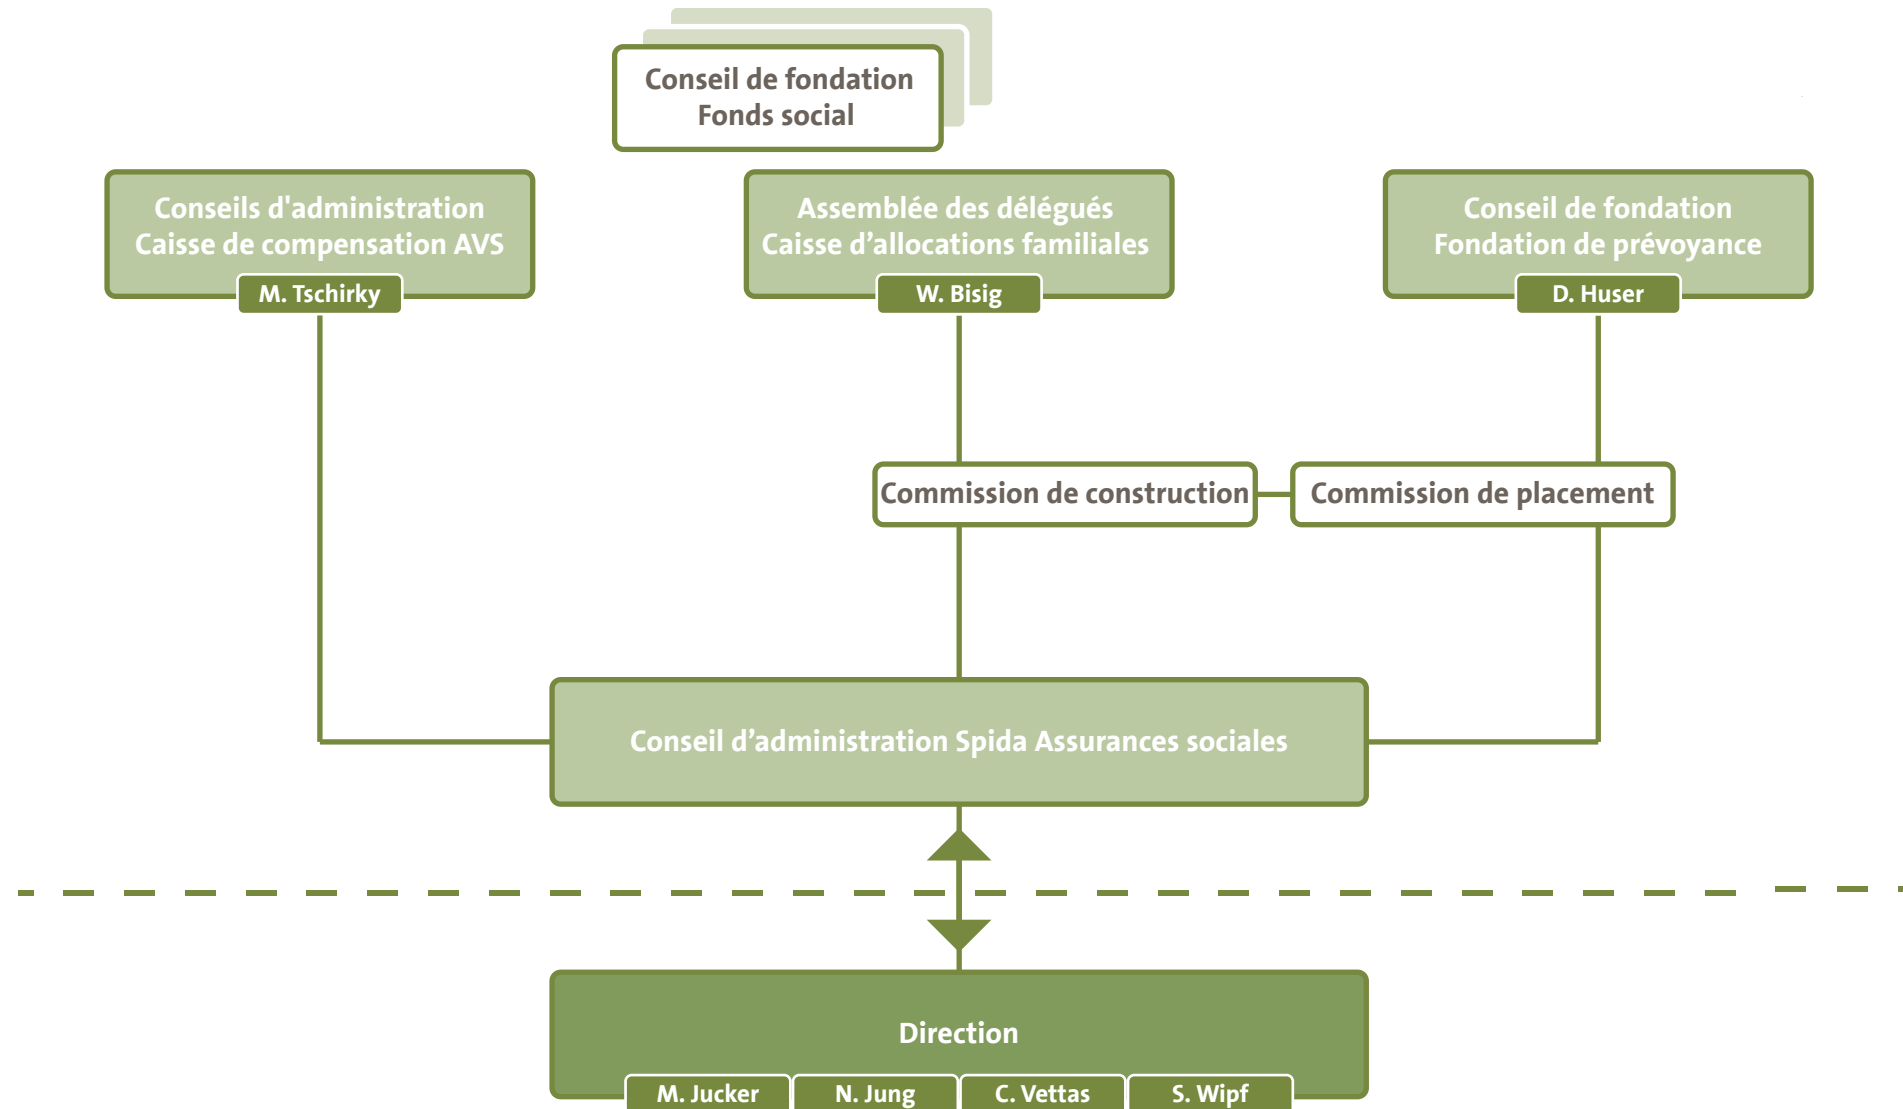 Conseil de fondation
Fonds social
Conseils d'administration
Caisse de compensation AVS
M. Tschirky
Assemblée des délégués
Caisse d’allocations familiales
W. Bisig
Conseil de fondation
Fondation de prévoyance
D. Huser
Commission de construction
Commission de placement
Conseil d’administration Spida Assurances sociales
Direction
M. Jucker
N. Jung
C. Vettas
S. Wipf